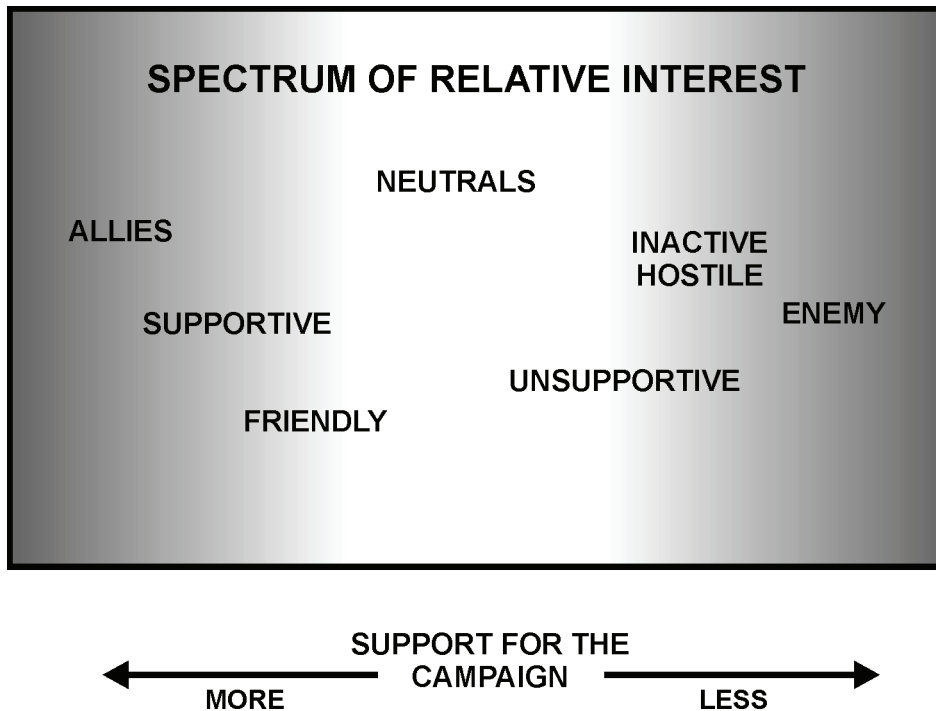 SPECTRUM OF RELATIVE INTEREST
NEUTRALS
ALLIES
INACTIVE
HOSTILE
ENEMY
SUPPORTIVE
UNSUPPORTIVE
FRIENDLY
SUPPORT FOR THE
CAMPAIGN
MORE
LESS